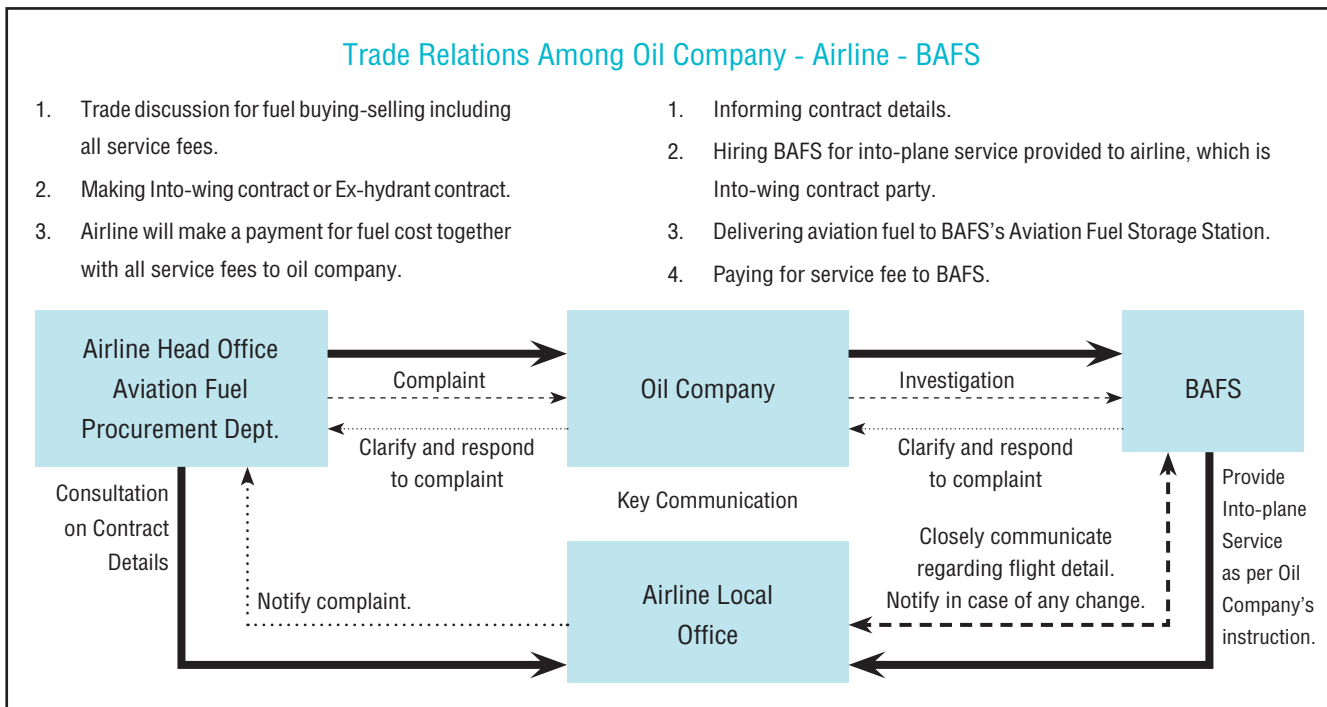 Trade Relations Among Oil Company - Airline - BAFS
1. Trade discussion for fuel buying-selling including
all service fees.
2. Making Into-wing contract or Ex-hydrant contract.
3. Airline will make a payment for fuel cost together
with all service fees to oil company.
1. Informing contract details.
2. Hiring BAFS for into-plane service provided to airline, which is
Into-wing contract party.
3. Delivering aviation fuel to BAFS's Aviation Fuel Storage Station.
4. Paying for service fee to BAFS.
Airline Head Office
Aviation Fuel
Procurement Dept.
Complaint
Clarify and respond
to complaint
Oil Company
Investigation
Clarify and respond
to complaint
BAFS
Consultation
on Contract
Details
Notify complaint.
Key Communication
Airline Local
Office
Closely communicate
regarding flight detail.
Notify in case of any change.
Provide
Into-plane
Service
as per Oil
Company's
instruction.